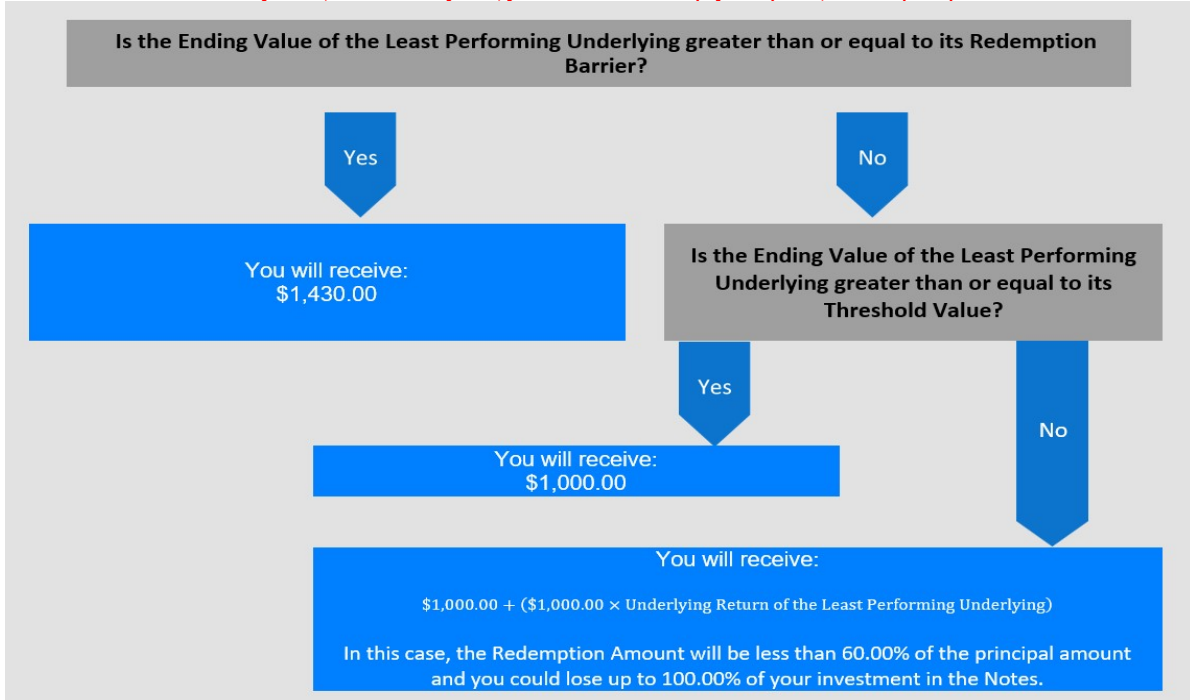 Is the Ending Value of the Least Performing Underlying greater than or equal to its Redemption
Barrier?
Yes
No
You will receive:
$1,430.00
Is the Ending Value of the Least Performing
Underlying greater than or equal to its
Threshold Value?
Yes
No
You will receive:
$1,000.00
You will receive:
$1,000.00 + ($1,000.00 × Underlying Return of the Least Performing Underlying)
In this case, the Redemption Amount will be less than 60.00% of the principal amount
and you could lose up to 100.00% of your investment in the Notes.